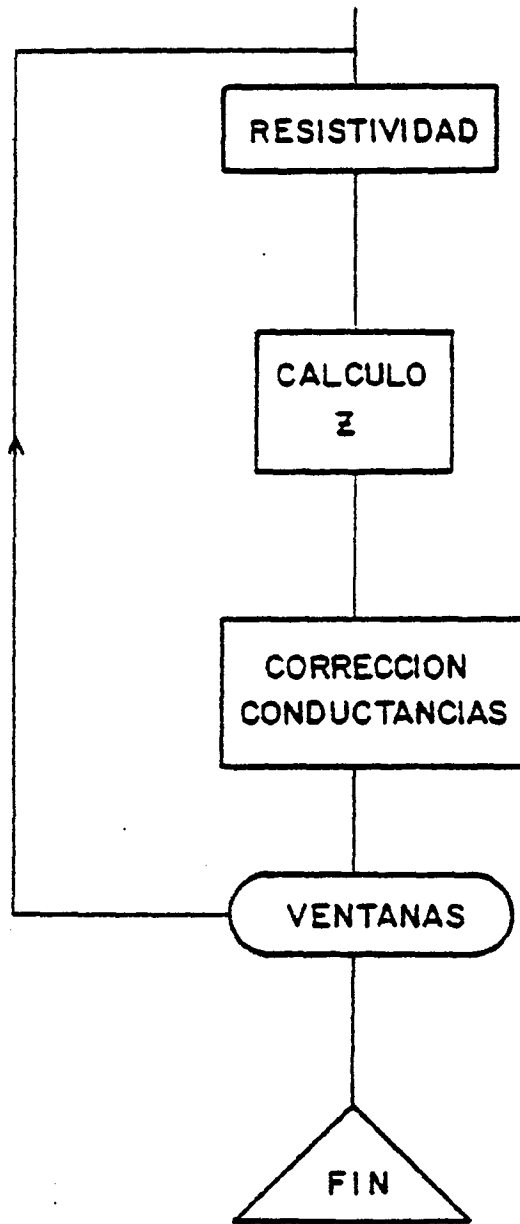 RESISTIVIDAD
CALCULO
Z
CORRECCION
CONDUCTANCIAS
VENTANAS
FIN